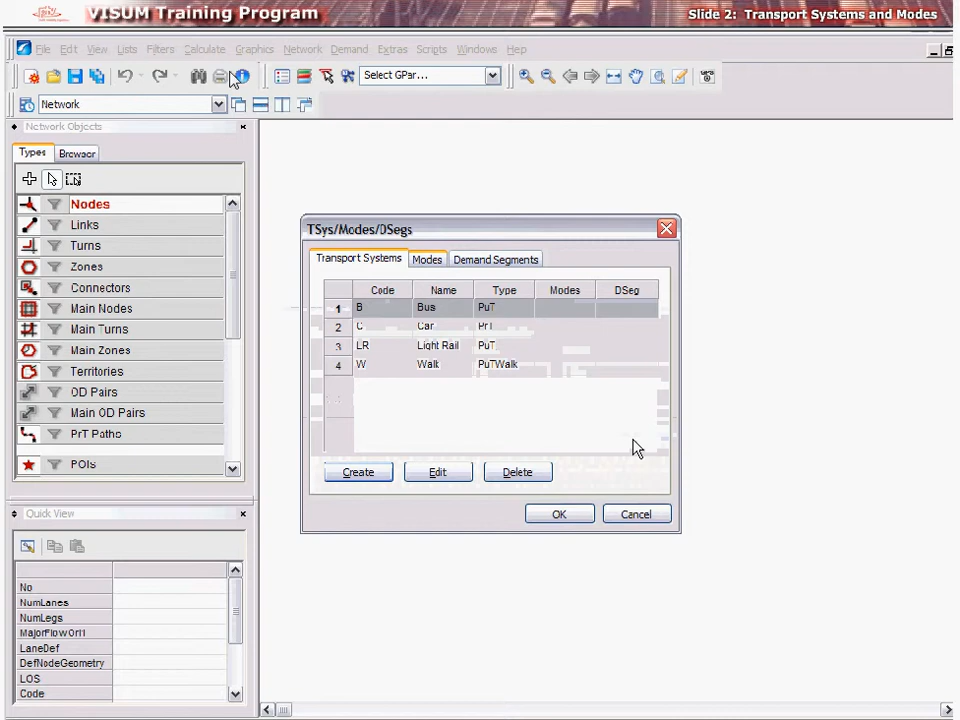 VISUM Training Program
Slide 2: Transport Systems and Modes
File Edit View Lists Filters Calculate Graphics Network Demand Extras Scripts Windows Help
Select GPar...
Network
Network Objects
Types Browser
Nodes
Links
Turns
Zones
Connectors
Main Nodes
Main Turns
Main Zones
Territories
OD Pairs
Main OD Pairs
PrT Paths
POIs
TSys/Modes/DSegs
Transport Systems Modes Demand Segments
Code Name Type Modes DSeg
1 B Bus PuT
2 C Car PrT
3 LR Light Rail PuT
4 W Walk PuTWalk
Create Edit Delete
OK Cancel
Quick View
No
NumLanes
NumLegs
MajorFlowOri1
LaneDef
DefNodeGeometry
LOS
Code